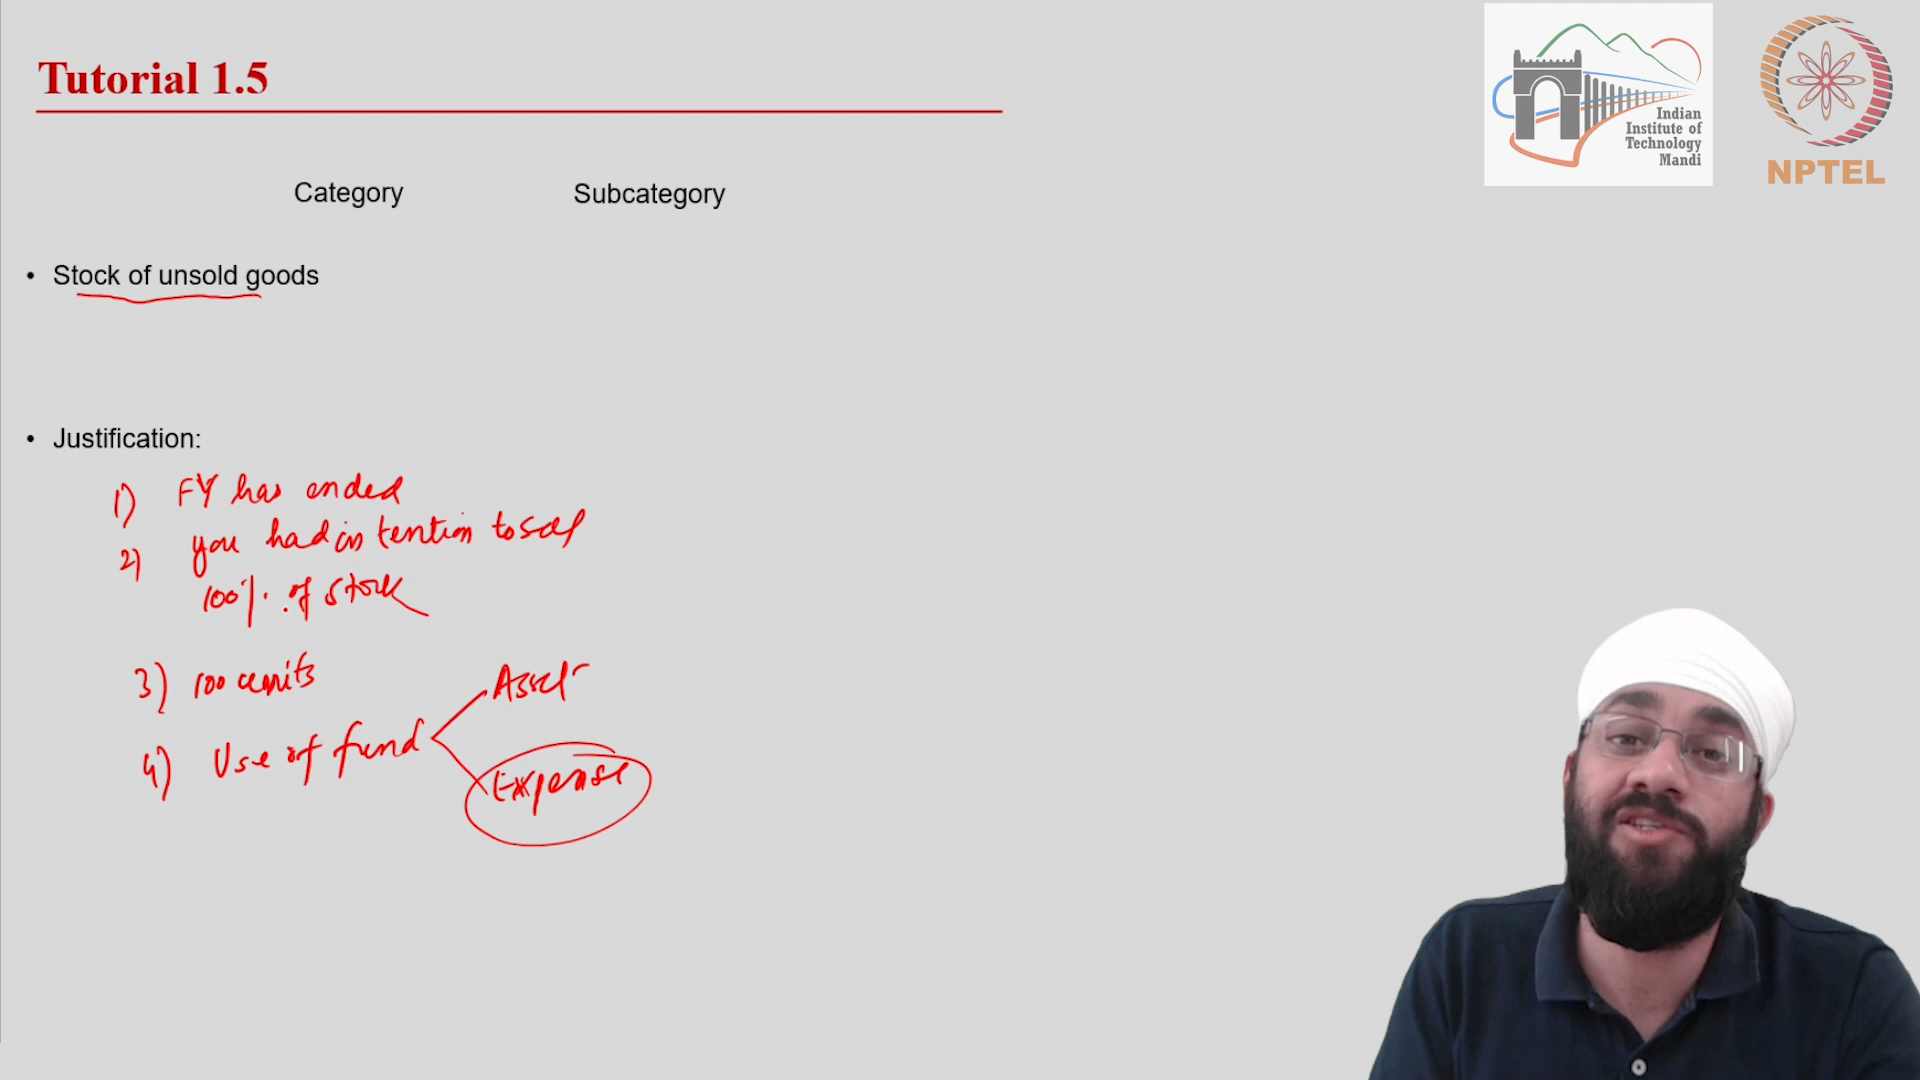 Tutorial 1.5
Indian
Institute of
Technology
Mandi
NPTEL
Category Subcategory
• Stock of unsold goods
• Justification:
1) FY has ended
2) you had intention to sell
100% of stock
3) 100 units
4) Use of fund
Asset
Expense